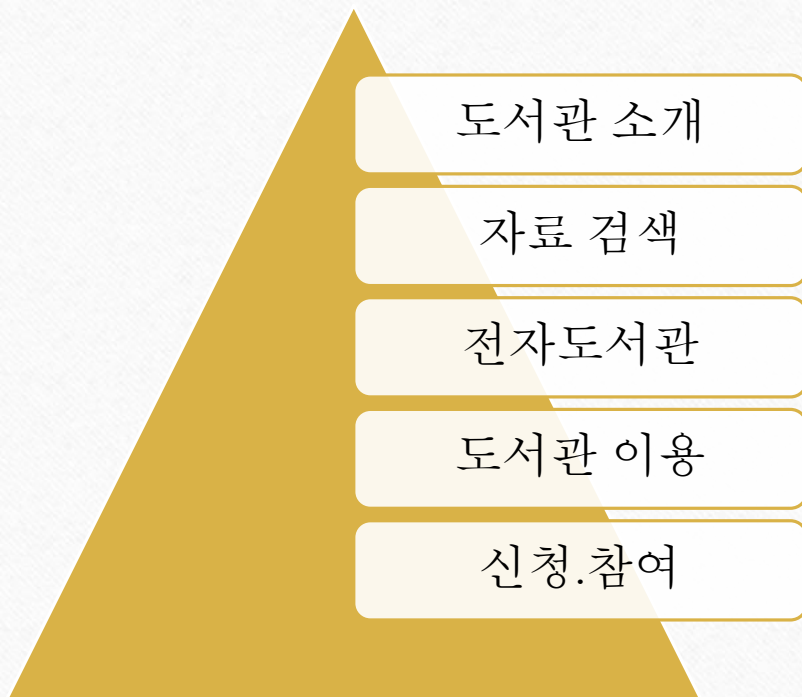 도서관 소개
자료 검색
전자도서관
도서관 이용
신청.참여